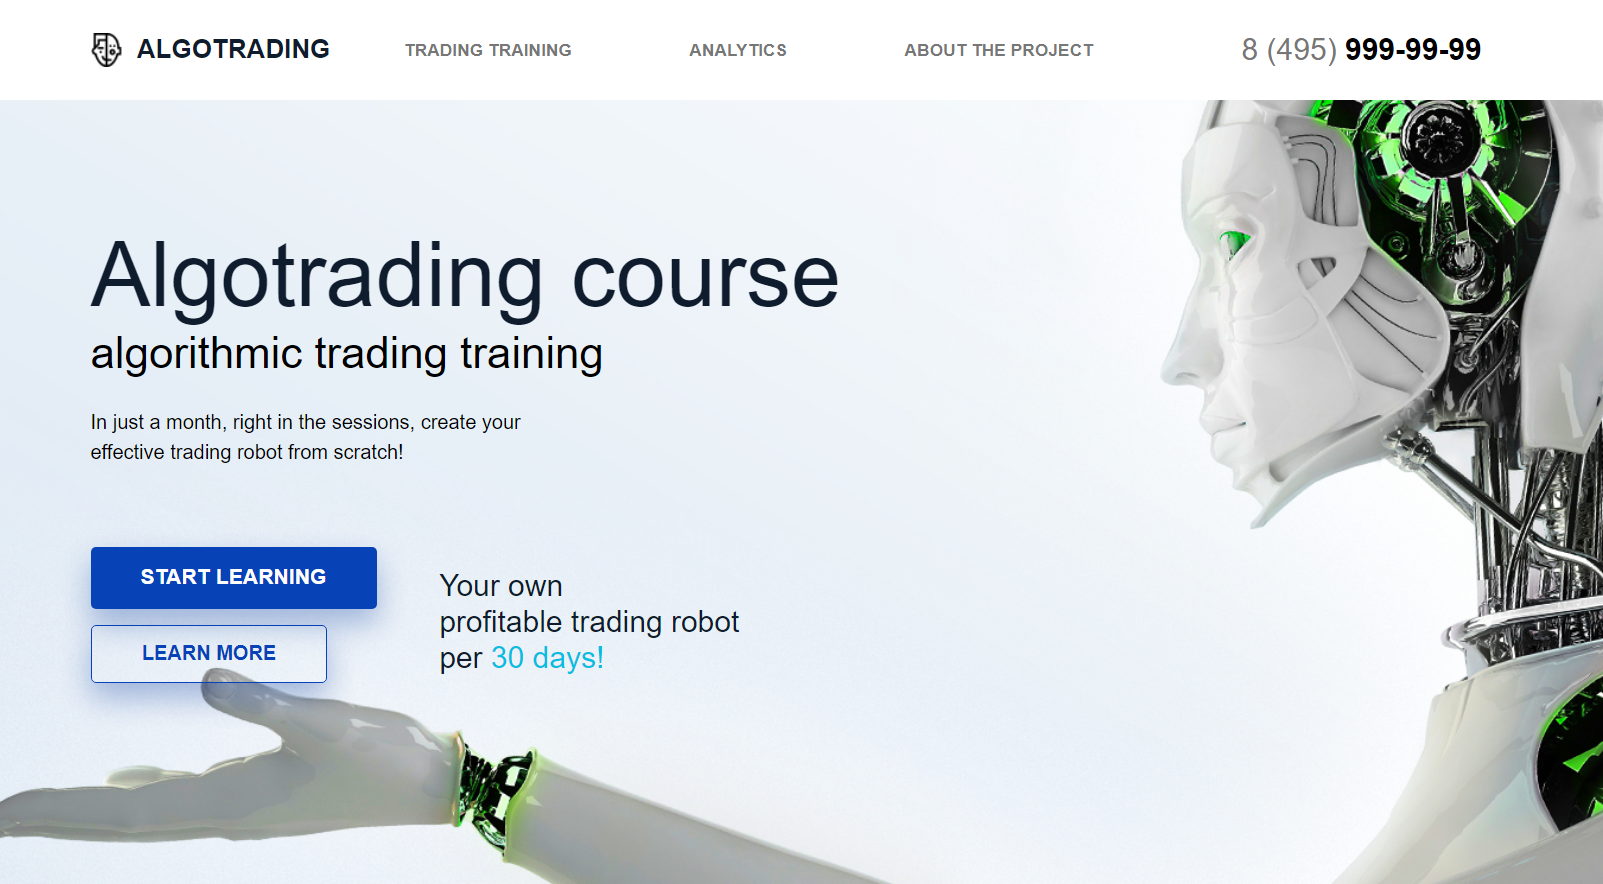 ALGOTRADING
TRADING TRAINING
ANALYTICS
ABOUT THE PROJECT
8 (495) 999-99-99
Algotrading course
algorithmic trading training
In just a month, right in the sessions, create your
effective trading robot from scratch!
START LEARNING
LEARN MORE
Your own
profitable trading robot
per 30 days!